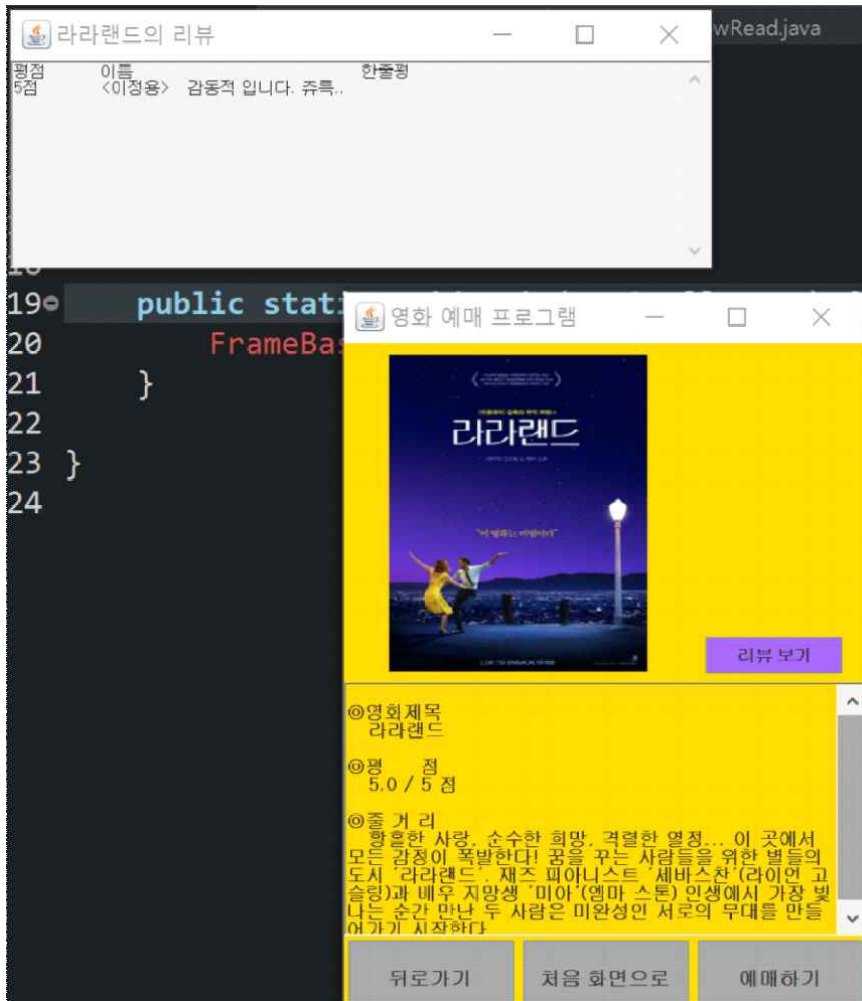 라라랜드의 리뷰
wRead.java
평점 이름 한줄평
5점 <이정용> 감동적 입니다. 쥬륵..
19 public stati
20 FrameBas
21 }
22
23 }
24
영화 예매 프로그램
라라랜드
리뷰 보기
◎영화제목
라라랜드
◎평 점
5.0 / 5 점
◎줄 거 리
황홀한 사랑, 순수한 희망, 격렬한 열정... 이 곳에서
모든 감정이 폭발한다! 꿈을 꾸는 사람들을 위한 별들의
도시 '라라랜드'. 재즈 피아니스트 '세바스찬'(라이언 고
슬링)과 배우 지망생 '미아'(엠마 스톤) 인생에서 가장 빛
나는 순간 만난 두 사람은 미완성인 서로의 무대를 만들
어가기 시작한다
뒤로가기 처음 화면으로 예매하기